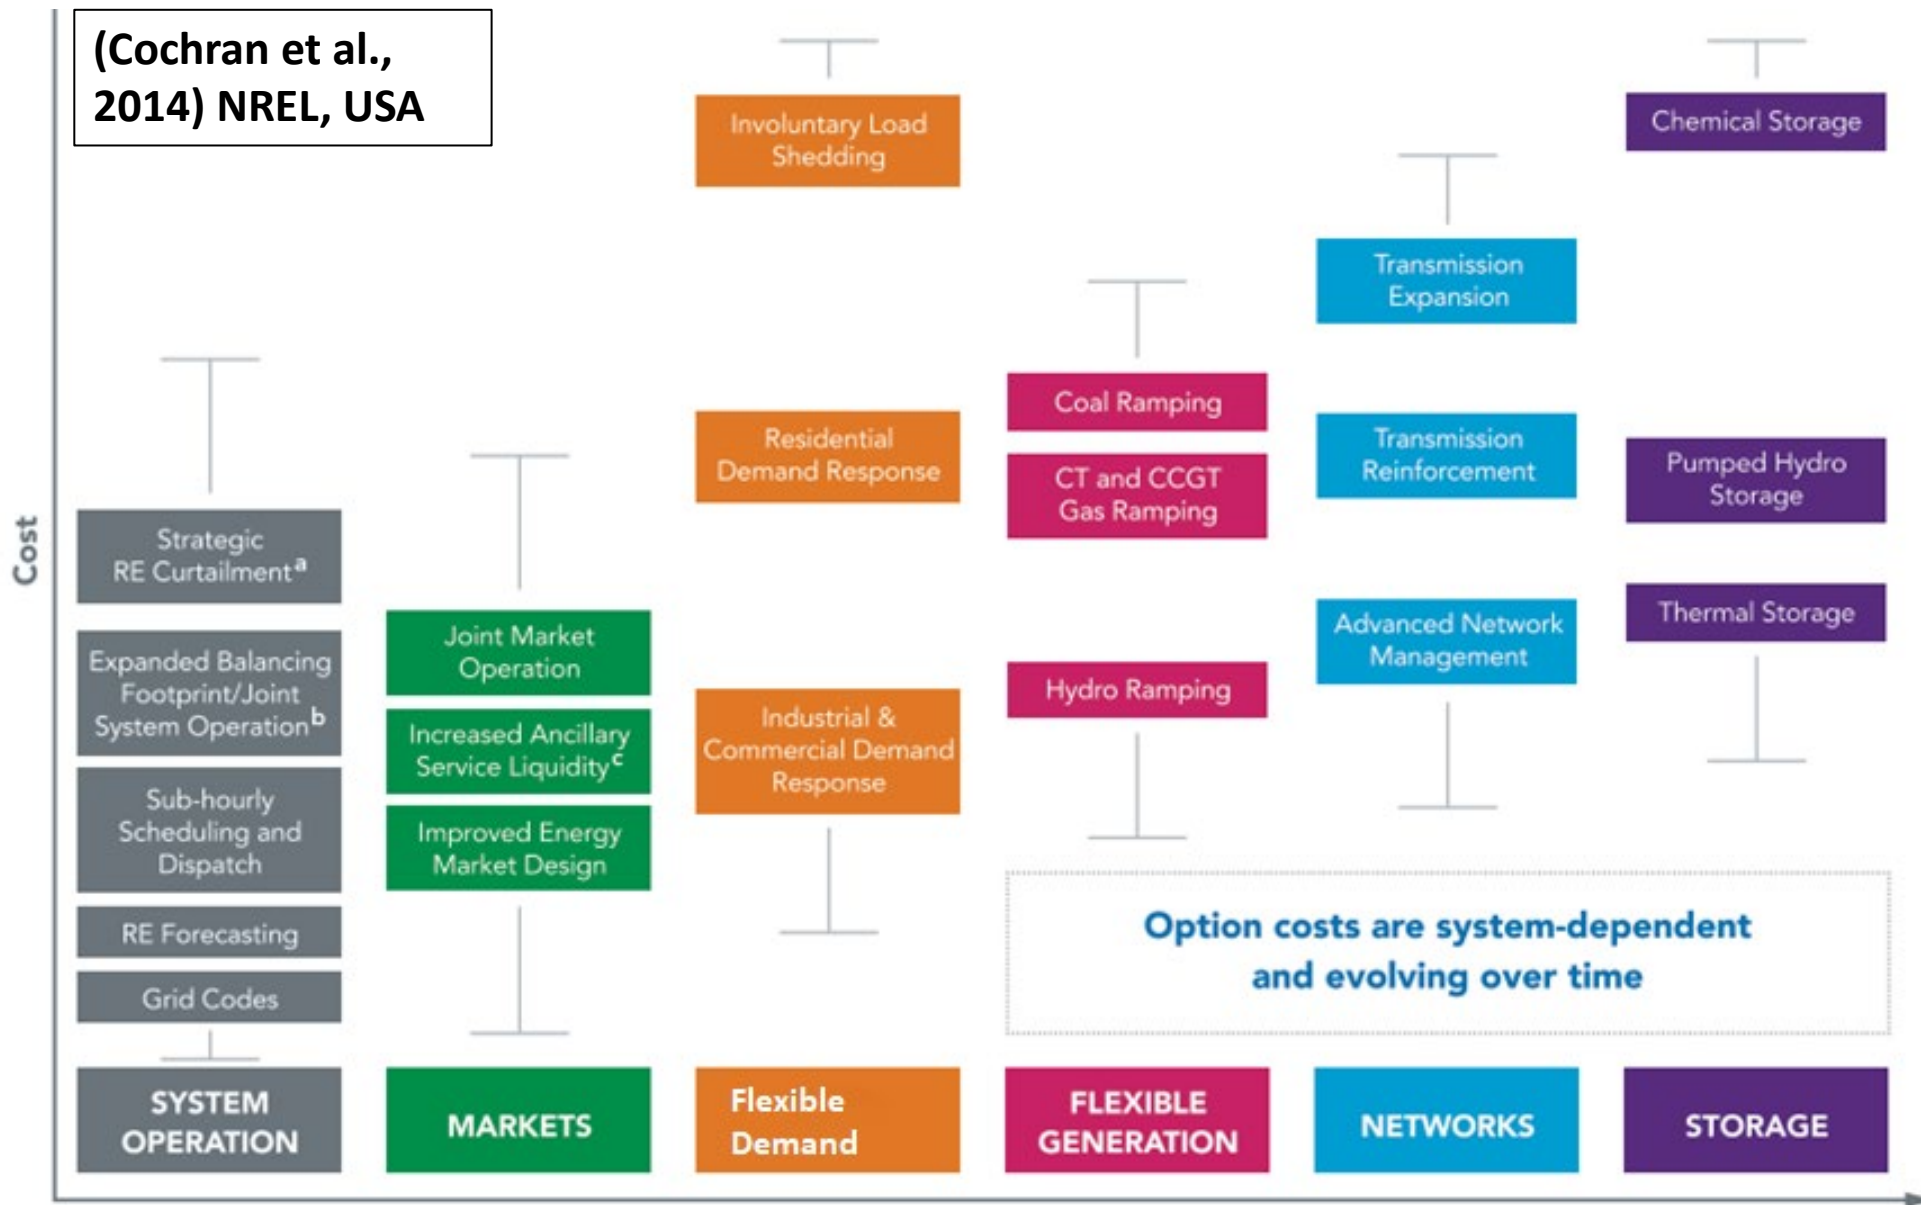 (Cochran et al.,
2014) NREL, USA
Cost
Strategic
RE Curtailmentᵃ
Expanded Balancing
Footprint/Joint
System Operationᵇ
Sub-hourly
Scheduling and
Dispatch
RE Forecasting
Grid Codes
SYSTEM
OPERATION
Joint Market
Operation
Increased Ancillary
Service Liquidityᶜ
Improved Energy
Market Design
MARKETS
Involuntary Load
Shedding
Residential
Demand Response
Industrial &
Commercial Demand
Response
Flexible
Demand
Coal Ramping
CT and CCGT
Gas Ramping
Hydro Ramping
FLEXIBLE
GENERATION
Transmission
Expansion
Transmission
Reinforcement
Advanced Network
Management
NETWORKS
Chemical Storage
Pumped Hydro
Storage
Thermal Storage
STORAGE
Option costs are system-dependent
and evolving over time